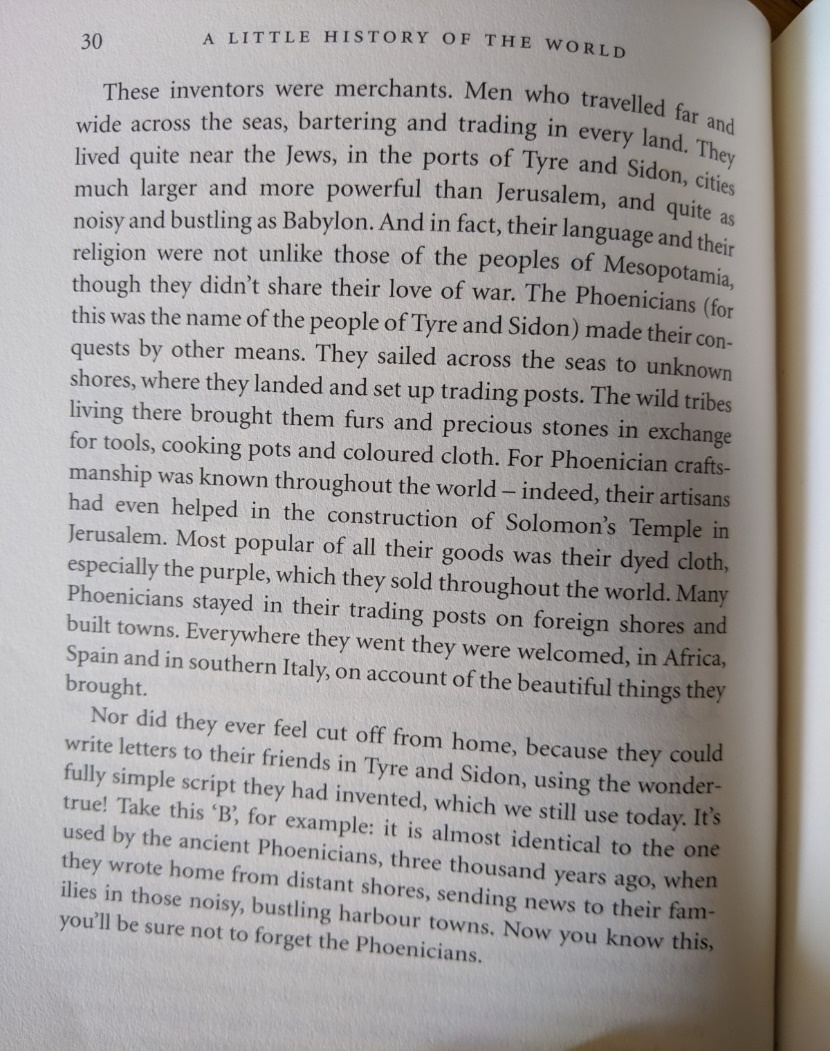 30 A LITTLE HISTORY OF THE WORLD
These inventors were merchants. Men who travelled far and
wide across the seas, bartering and trading in every land. They
lived quite near the Jews, in the ports of Tyre and Sidon, cities
much larger and more powerful than Jerusalem, and quite as
noisy and bustling as Babylon. And in fact, their language and their
religion were not unlike those of the peoples of Mesopotamia,
though they didn’t share their love of war. The Phoenicians (for
this was the name of the people of Tyre and Sidon) made their con-
quests by other means. They sailed across the seas to unknown
shores, where they landed and set up trading posts. The wild tribes
living there brought them furs and precious stones in exchange
for tools, cooking pots and coloured cloth. For Phoenician crafts-
manship was known throughout the world – indeed, their artisans
had even helped in the construction of Solomon’s Temple in
Jerusalem. Most popular of all their goods was their dyed cloth,
especially the purple, which they sold throughout the world. Many
Phoenicians stayed in their trading posts on foreign shores and
built towns. Everywhere they went they were welcomed, in Africa,
Spain and in southern Italy, on account of the beautiful things they
brought.
Nor did they ever feel cut off from home, because they could
write letters to their friends in Tyre and Sidon, using the wonder-
fully simple script they had invented, which we still use today. It’s
true! Take this ‘B’, for example: it is almost identical to the one
used by the ancient Phoenicians, three thousand years ago, when
they wrote home from distant shores, sending news to their fam-
ilies in those noisy, bustling harbour towns. Now you know this,
you’ll be sure not to forget the Phoenicians.